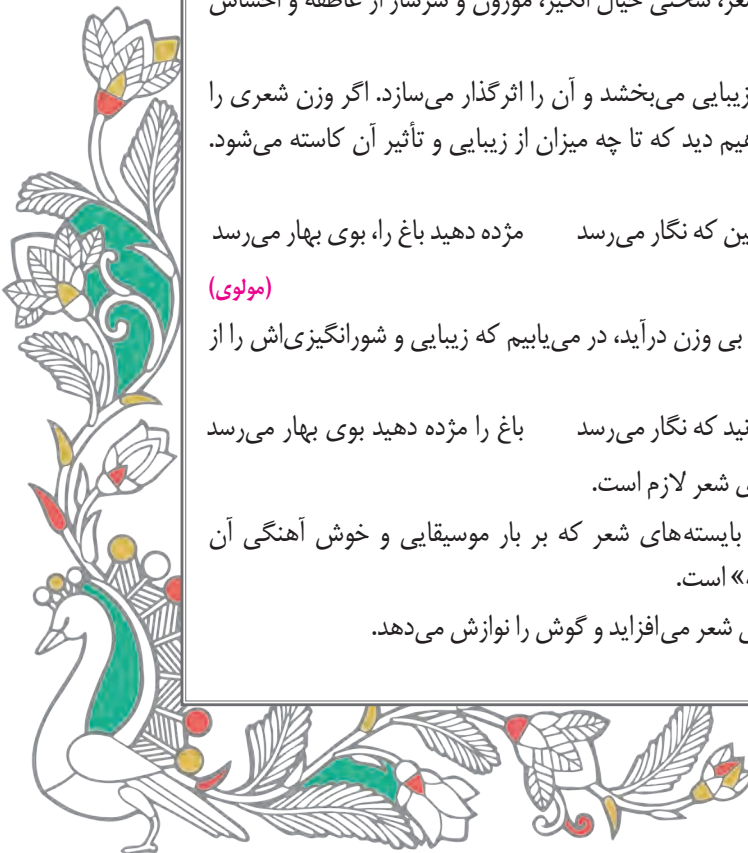 سخنی خیال انگیز، موزون و سرشار از عاطفه و احساس
زیبایی می‌بخشد و آن را اثرگذار می‌سازد. اگر وزن شعری را
دید که تا چه میزان از زیبایی و تأثیر آن کاسته می‌شود.
که نگار می‌رسد مژده دهید باغ را، بوی بهار می‌رسد
(مولوی)
بی وزن درآید، در می‌یابیم که زیبایی و شورانگیزی‌اش را از
که نگار می‌رسد باغ را مژده دهید بوی بهار می‌رسد
شعر لازم است.
بایسته‌های شعر که بر بار موسیقایی و خوش آهنگی آن
» است.
شعر می‌افزاید و گوش را نوازش می‌دهد.